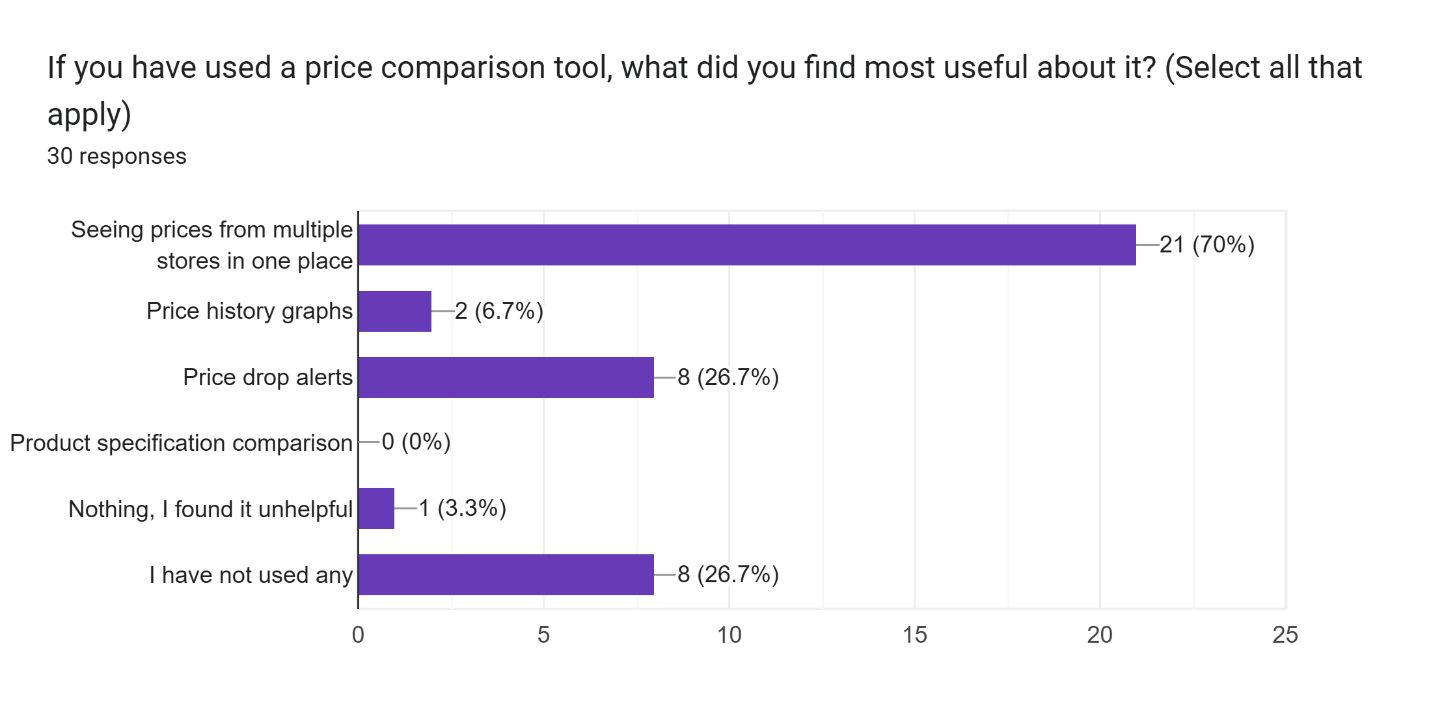 If you have used a price comparison tool, what did you find most useful about it? (Select all that
apply)
30 responses
Seeing prices from multiple
stores in one place
21 (70%)
Price history graphs
2 (6.7%)
Price drop alerts
8 (26.7%)
Product specification comparison
0 (0%)
Nothing, I found it unhelpful
1 (3.3%)
I have not used any
8 (26.7%)
0 5 10 15 20 25